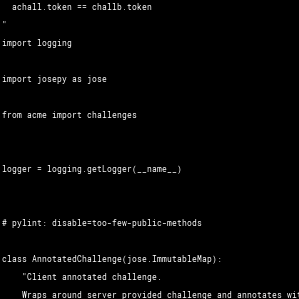 achall.token == challb.token
"
import logging
import josepy as jose
from acme import challenges
logger = logging.getLogger(__name__)
# pylint: disable=too-few-public-methods
class AnnotatedChallenge(jose.ImmutableMap):
"Client annotated challenge.
Wraps around server provided challenge and annotates wit